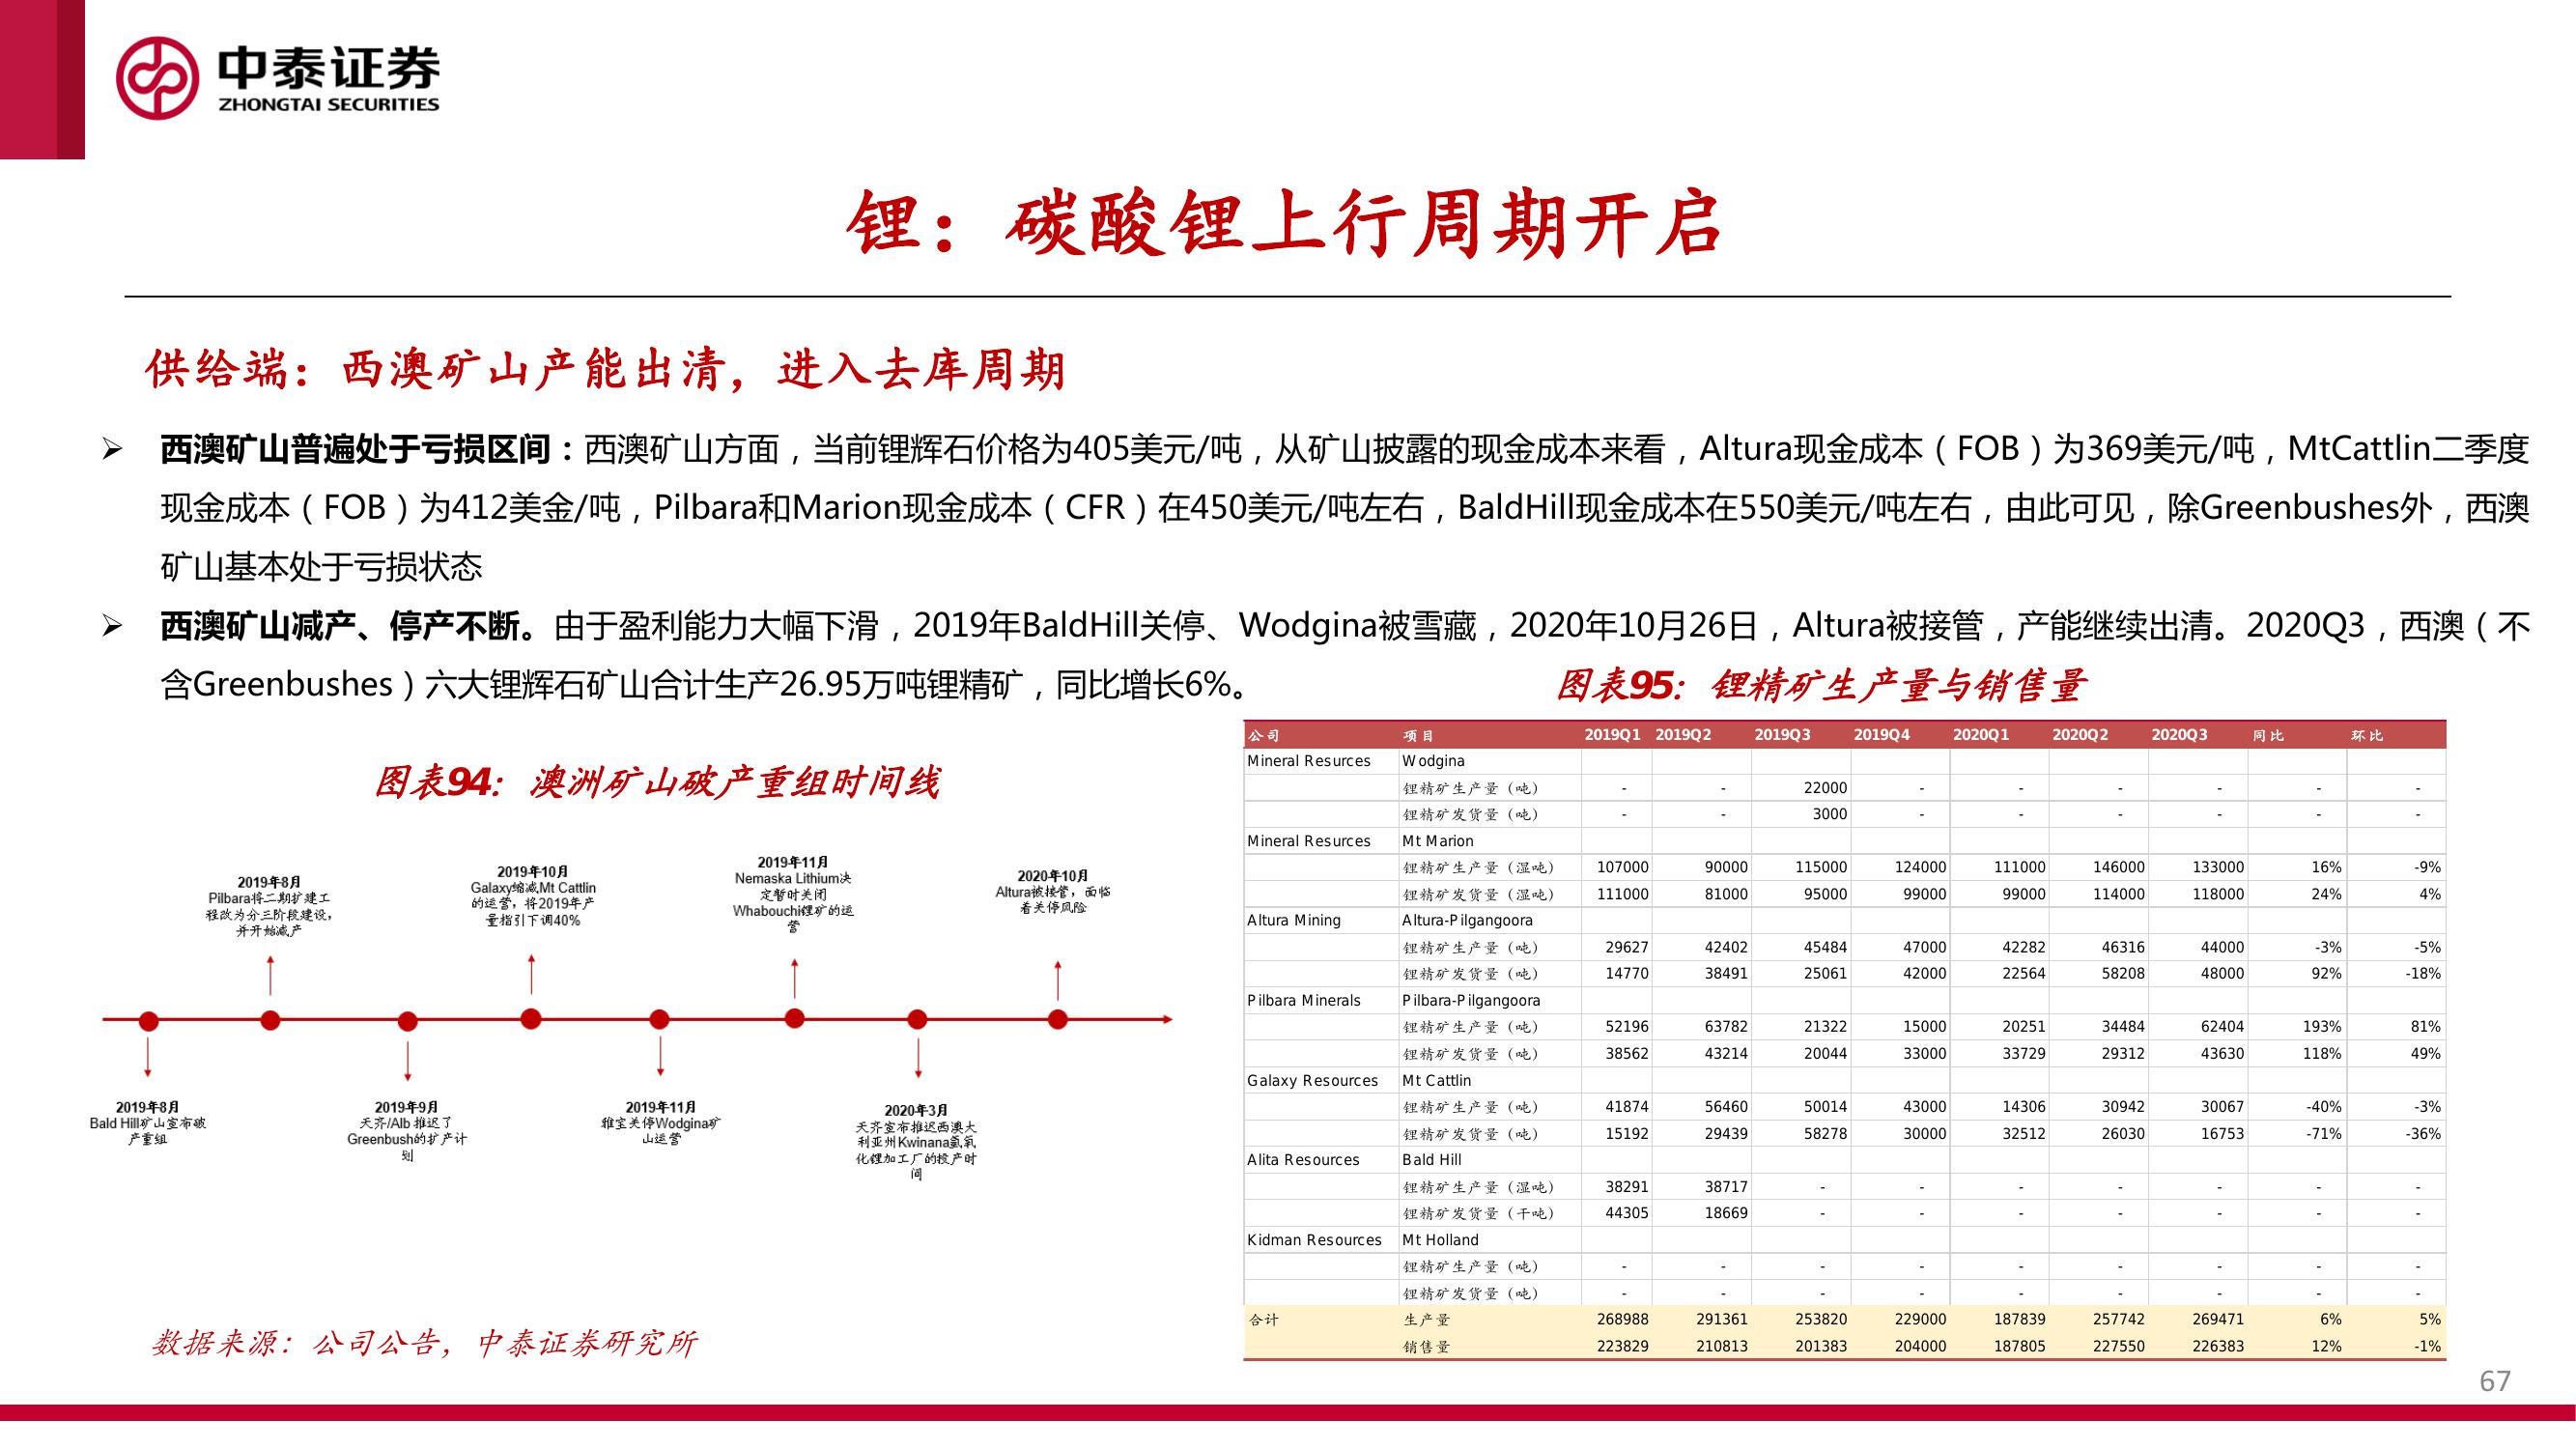 中泰证券
ZHONGTAI SECURITIES
锂：碳酸锂上行周期开启
供给端：西澳矿山产能出清，进入去库周期
➢ 西澳矿山普遍处于亏损区间：西澳矿山方面，当前锂辉石价格为405美元/吨，从矿山披露的现金成本来看，Altura现金成本（FOB）为369美元/吨，MtCattlin二季度
现金成本（FOB）为412美金/吨，Pilbara和Marion现金成本（CFR）在450美元/吨左右，BaldHill现金成本在550美元/吨左右，由此可见，除Greenbushes外，西澳
矿山基本处于亏损状态
➢ 西澳矿山减产、停产不断。由于盈利能力大幅下滑，2019年BaldHill关停、Wodgina被雪藏，2020年10月26日，Altura被接管，产能继续出清。2020Q3，西澳（不
含Greenbushes）六大锂辉石矿山合计生产26.95万吨锂精矿，同比增长6%。
图表94：澳洲矿山破产重组时间线
2019年8月
Pilbara将二期扩建工
程改为分三阶段建设，
并开始减产
2019年10月
Galaxy缩减Mt Cattlin
的运营，将2019年产
量指引下调40%
2019年11月
Nemaska Lithium决
定暂时关闭
Whabouchi锂矿的运
营
2020年10月
Altura被接管，面临
着关停风险
2019年8月
Bald Hill矿山宣布破
产重组
2019年9月
天齐/Alb 推迟了
Greenbush的扩产计
划
2019年11月
雅宝关停Wodgina矿
山运营
2020年3月
天齐宣布推迟西澳大
利亚州Kwinana氢氧
化锂加工厂的投产时
间
图表95：锂精矿生产量与销售量
公司 项目 2019Q1 2019Q2 2019Q3 2019Q4 2020Q1 2020Q2 2020Q3 同比 环比
Mineral Resurces Wodgina
锂精矿生产量（吨） - - 22000 - - - - - -
锂精矿发货量（吨） - - 3000 - - - - - -
Mineral Resurces Mt Marion
锂精矿生产量（湿吨） 107000 90000 115000 124000 111000 146000 133000 16% -9%
锂精矿发货量（湿吨） 111000 81000 95000 99000 99000 114000 118000 24% 4%
Altura Mining Altura-Pilgangoora
锂精矿生产量（吨） 29627 42402 45484 47000 42282 46316 44000 -3% -5%
锂精矿发货量（吨） 14770 38491 25061 42000 22564 58208 48000 92% -18%
Pilbara Minerals Pilbara-Pilgangoora
锂精矿生产量（吨） 52196 63782 21322 15000 20251 34484 62404 193% 81%
锂精矿发货量（吨） 38562 43214 20044 33000 33729 29312 43630 118% 49%
Galaxy Resources Mt Cattlin
锂精矿生产量（吨） 41874 56460 50014 43000 14306 30942 30067 -40% -3%
锂精矿发货量（吨） 15192 29439 58278 30000 32512 26030 16753 -71% -36%
Alita Resources Bald Hill
锂精矿生产量（湿吨） 38291 38717 - - - - - - -
锂精矿发货量（干吨） 44305 18669 - - - - - - -
Kidman Resources Mt Holland
锂精矿生产量（吨） - - - - - - - - -
锂精矿发货量（吨） - - - - - - - - -
合计 生产量 268988 291361 253820 229000 187839 257742 269471 6% 5%
销售量 223829 210813 201383 204000 187805 227550 226383 12% -1%
数据来源：公司公告，中泰证券研究所
67